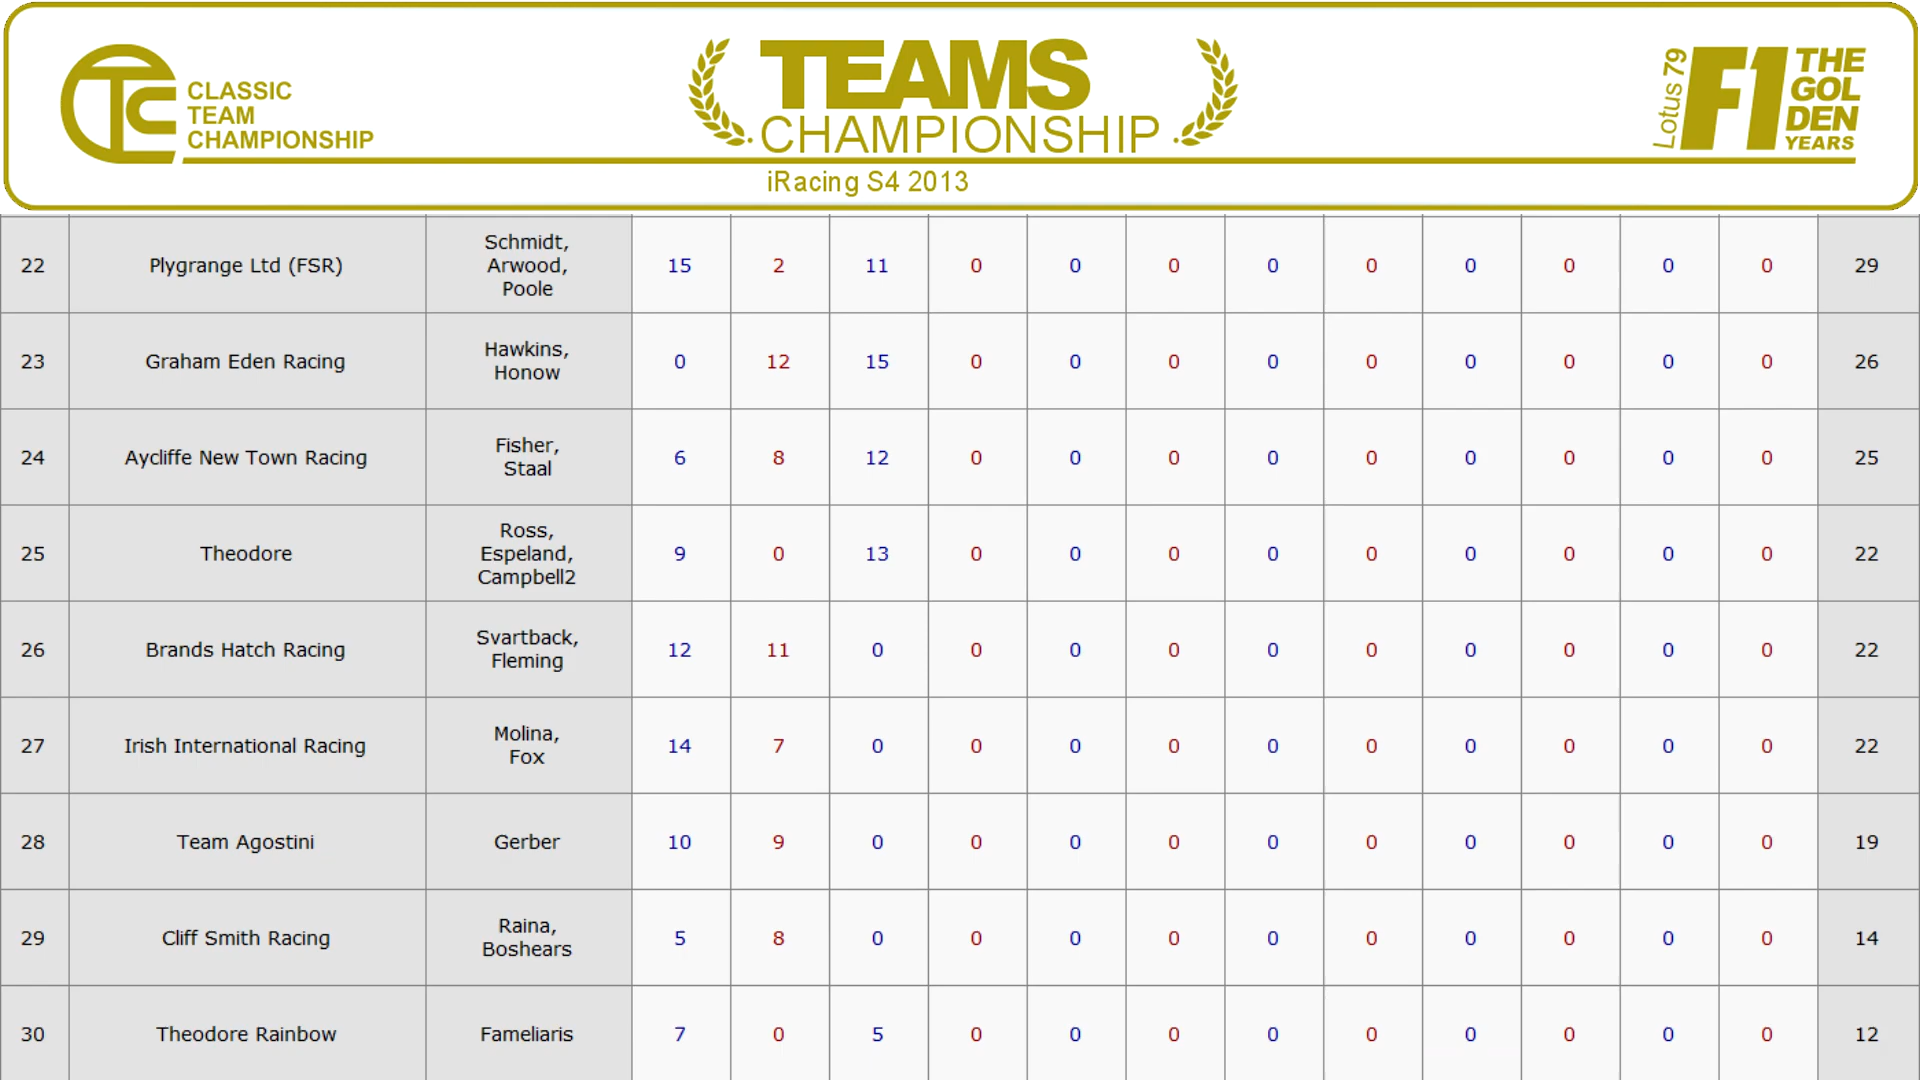 CLASSIC
TEAM
CHAMPIONSHIP
TEAMS
CHAMPIONSHIP
iRacing S4 2013
Lotus 79
F1
THE
GOL
DEN
YEARS
22 Plygrange Ltd (FSR) Schmidt, Arwood, Poole 15 2 11 0 0 0 0 0 0 0 0 0 29
23 Graham Eden Racing Hawkins, Honow 0 12 15 0 0 0 0 0 0 0 0 0 26
24 Aycliffe New Town Racing Fisher, Staal 6 8 12 0 0 0 0 0 0 0 0 0 25
25 Theodore Ross, Espeland, Campbell2 9 0 13 0 0 0 0 0 0 0 0 0 22
26 Brands Hatch Racing Svartback, Fleming 12 11 0 0 0 0 0 0 0 0 0 0 22
27 Irish International Racing Molina, Fox 14 7 0 0 0 0 0 0 0 0 0 0 22
28 Team Agostini Gerber 10 9 0 0 0 0 0 0 0 0 0 0 19
29 Cliff Smith Racing Raina, Boshears 5 8 0 0 0 0 0 0 0 0 0 0 14
30 Theodore Rainbow Fameliaris 7 0 5 0 0 0 0 0 0 0 0 0 12